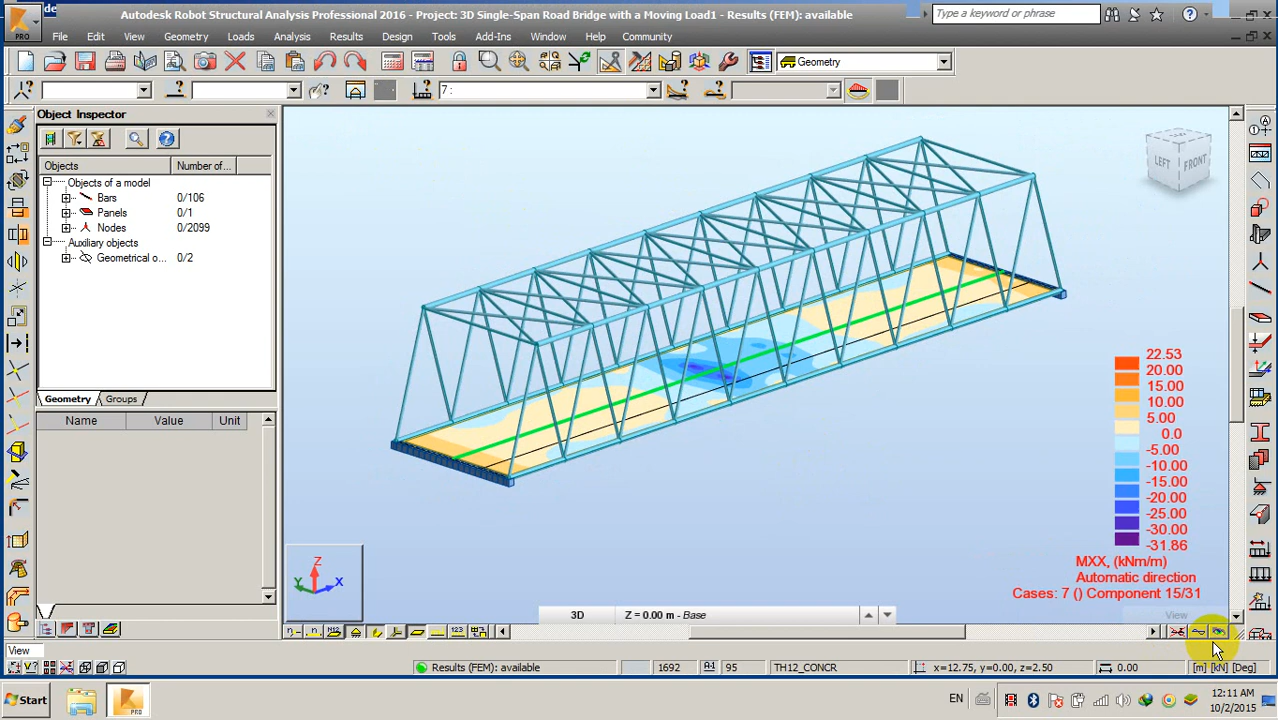 Autodesk Robot Structural Analysis Professional 2016 - Project: 3D Single-Span Road Bridge with a Moving Load1 - Results (FEM): available
Type a keyword or phrase
PRO
File Edit View Geometry Loads Analysis Results Design Tools Add-Ins Window Help Community
Geometry
7 :
Object Inspector
Objects Number of...
Objects of a model
Bars 0/106
Panels 0/1
Nodes 0/2099
Auxiliary objects
Geometrical o... 0/2
Geometry Groups
Name Value Unit
LEFT FRONT
22.53
20.00
15.00
10.00
5.00
0.0
-5.00
-10.00
-15.00
-20.00
-25.00
-30.00
-31.86
MXX, (kNm/m)
Automatic direction
Cases: 7 () Component 15/31
Z
Y X
3D Z = 0.00 m - Base
View
View
Results (FEM): available 1692 95 TH12_CONCR x=12.75, y=0.00, z=2.50 0.00 [m] [kN] [Deg]
Start
PRO
EN
12:11 AM
10/2/2015